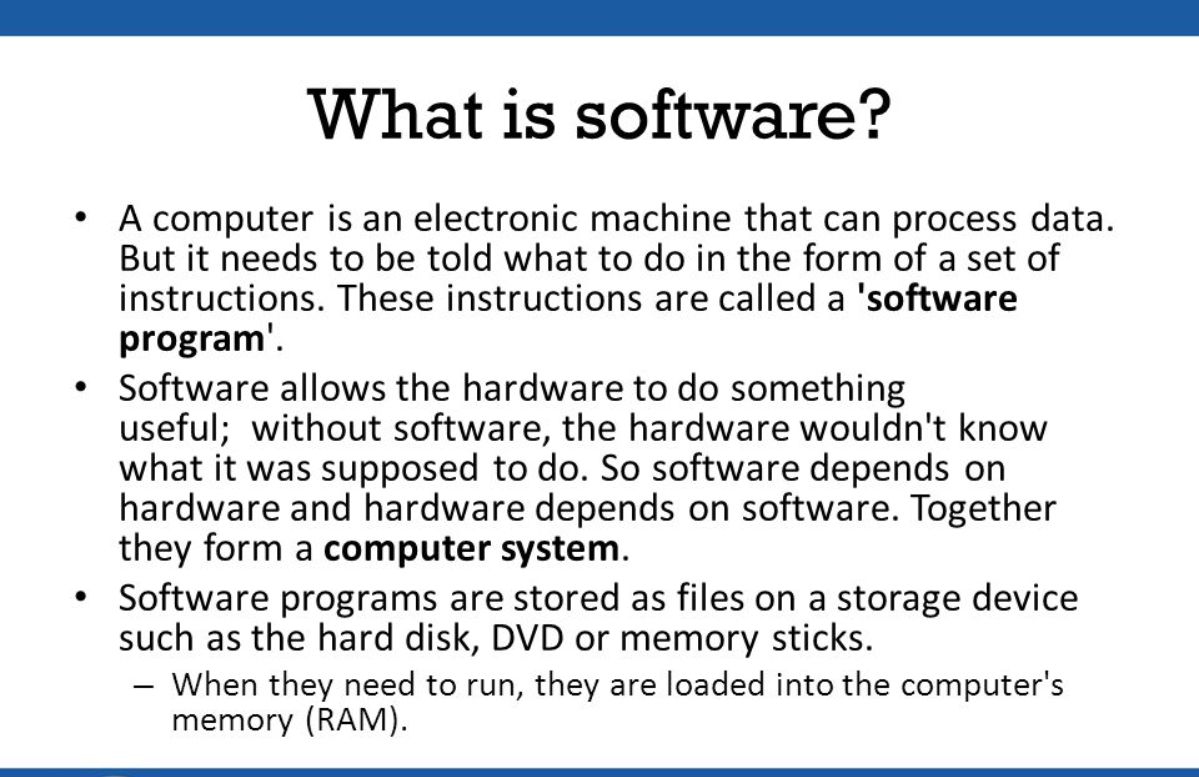 What is software?
• A computer is an electronic machine that can process data.
But it needs to be told what to do in the form of a set of
instructions. These instructions are called a 'software
program'.
• Software allows the hardware to do something
useful;  without software, the hardware wouldn't know
what it was supposed to do. So software depends on
hardware and hardware depends on software. Together
they form a computer system.
• Software programs are stored as files on a storage device
such as the hard disk, DVD or memory sticks.
– When they need to run, they are loaded into the computer's
memory (RAM).